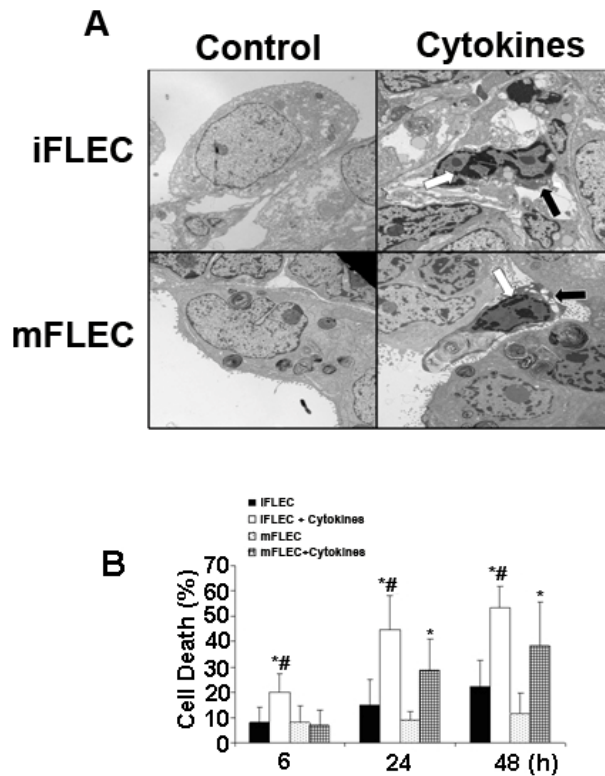 A
Control Cytokines
iFLEC
mFLEC
iFLEC
iFLEC + Cytokines
mFLEC
mFLEC+Cytokines
B
Cell Death (%)
70
60
50
40
30
20
10
0
*#
*#
*
*#
*
6 24 48 (h)